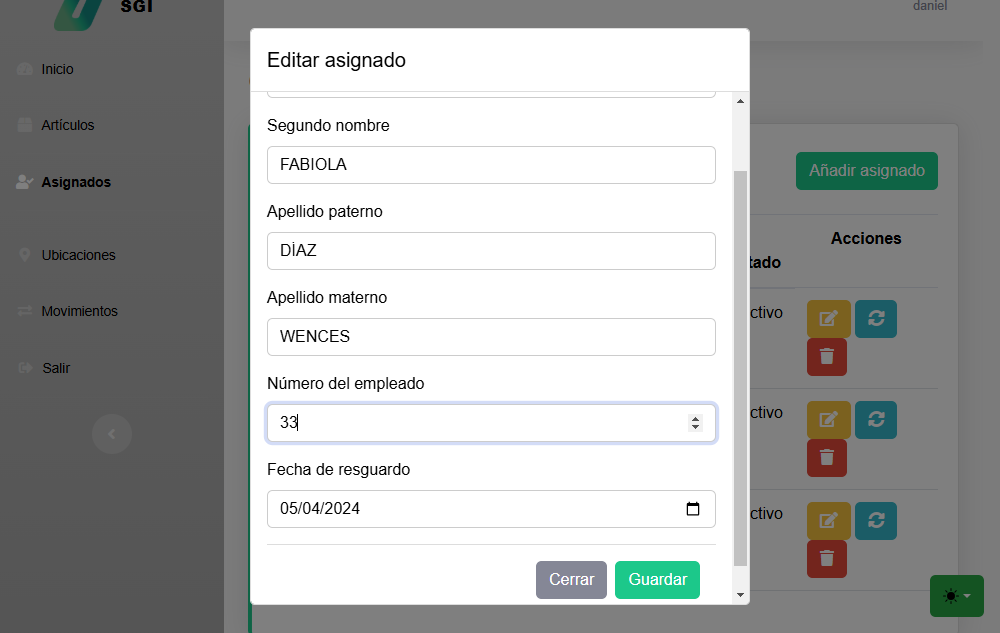 SGI
daniel
Inicio
Artículos
Asignados
Ubicaciones
Movimientos
Salir
Editar asignado
Segundo nombre
FABIOLA
Apellido paterno
DÍAZ
Apellido materno
WENCES
Número del empleado
33
Fecha de resguardo
05/04/2024
Cerrar
Guardar
Añadir asignado
Acciones
tado
ctivo
ctivo
ctivo